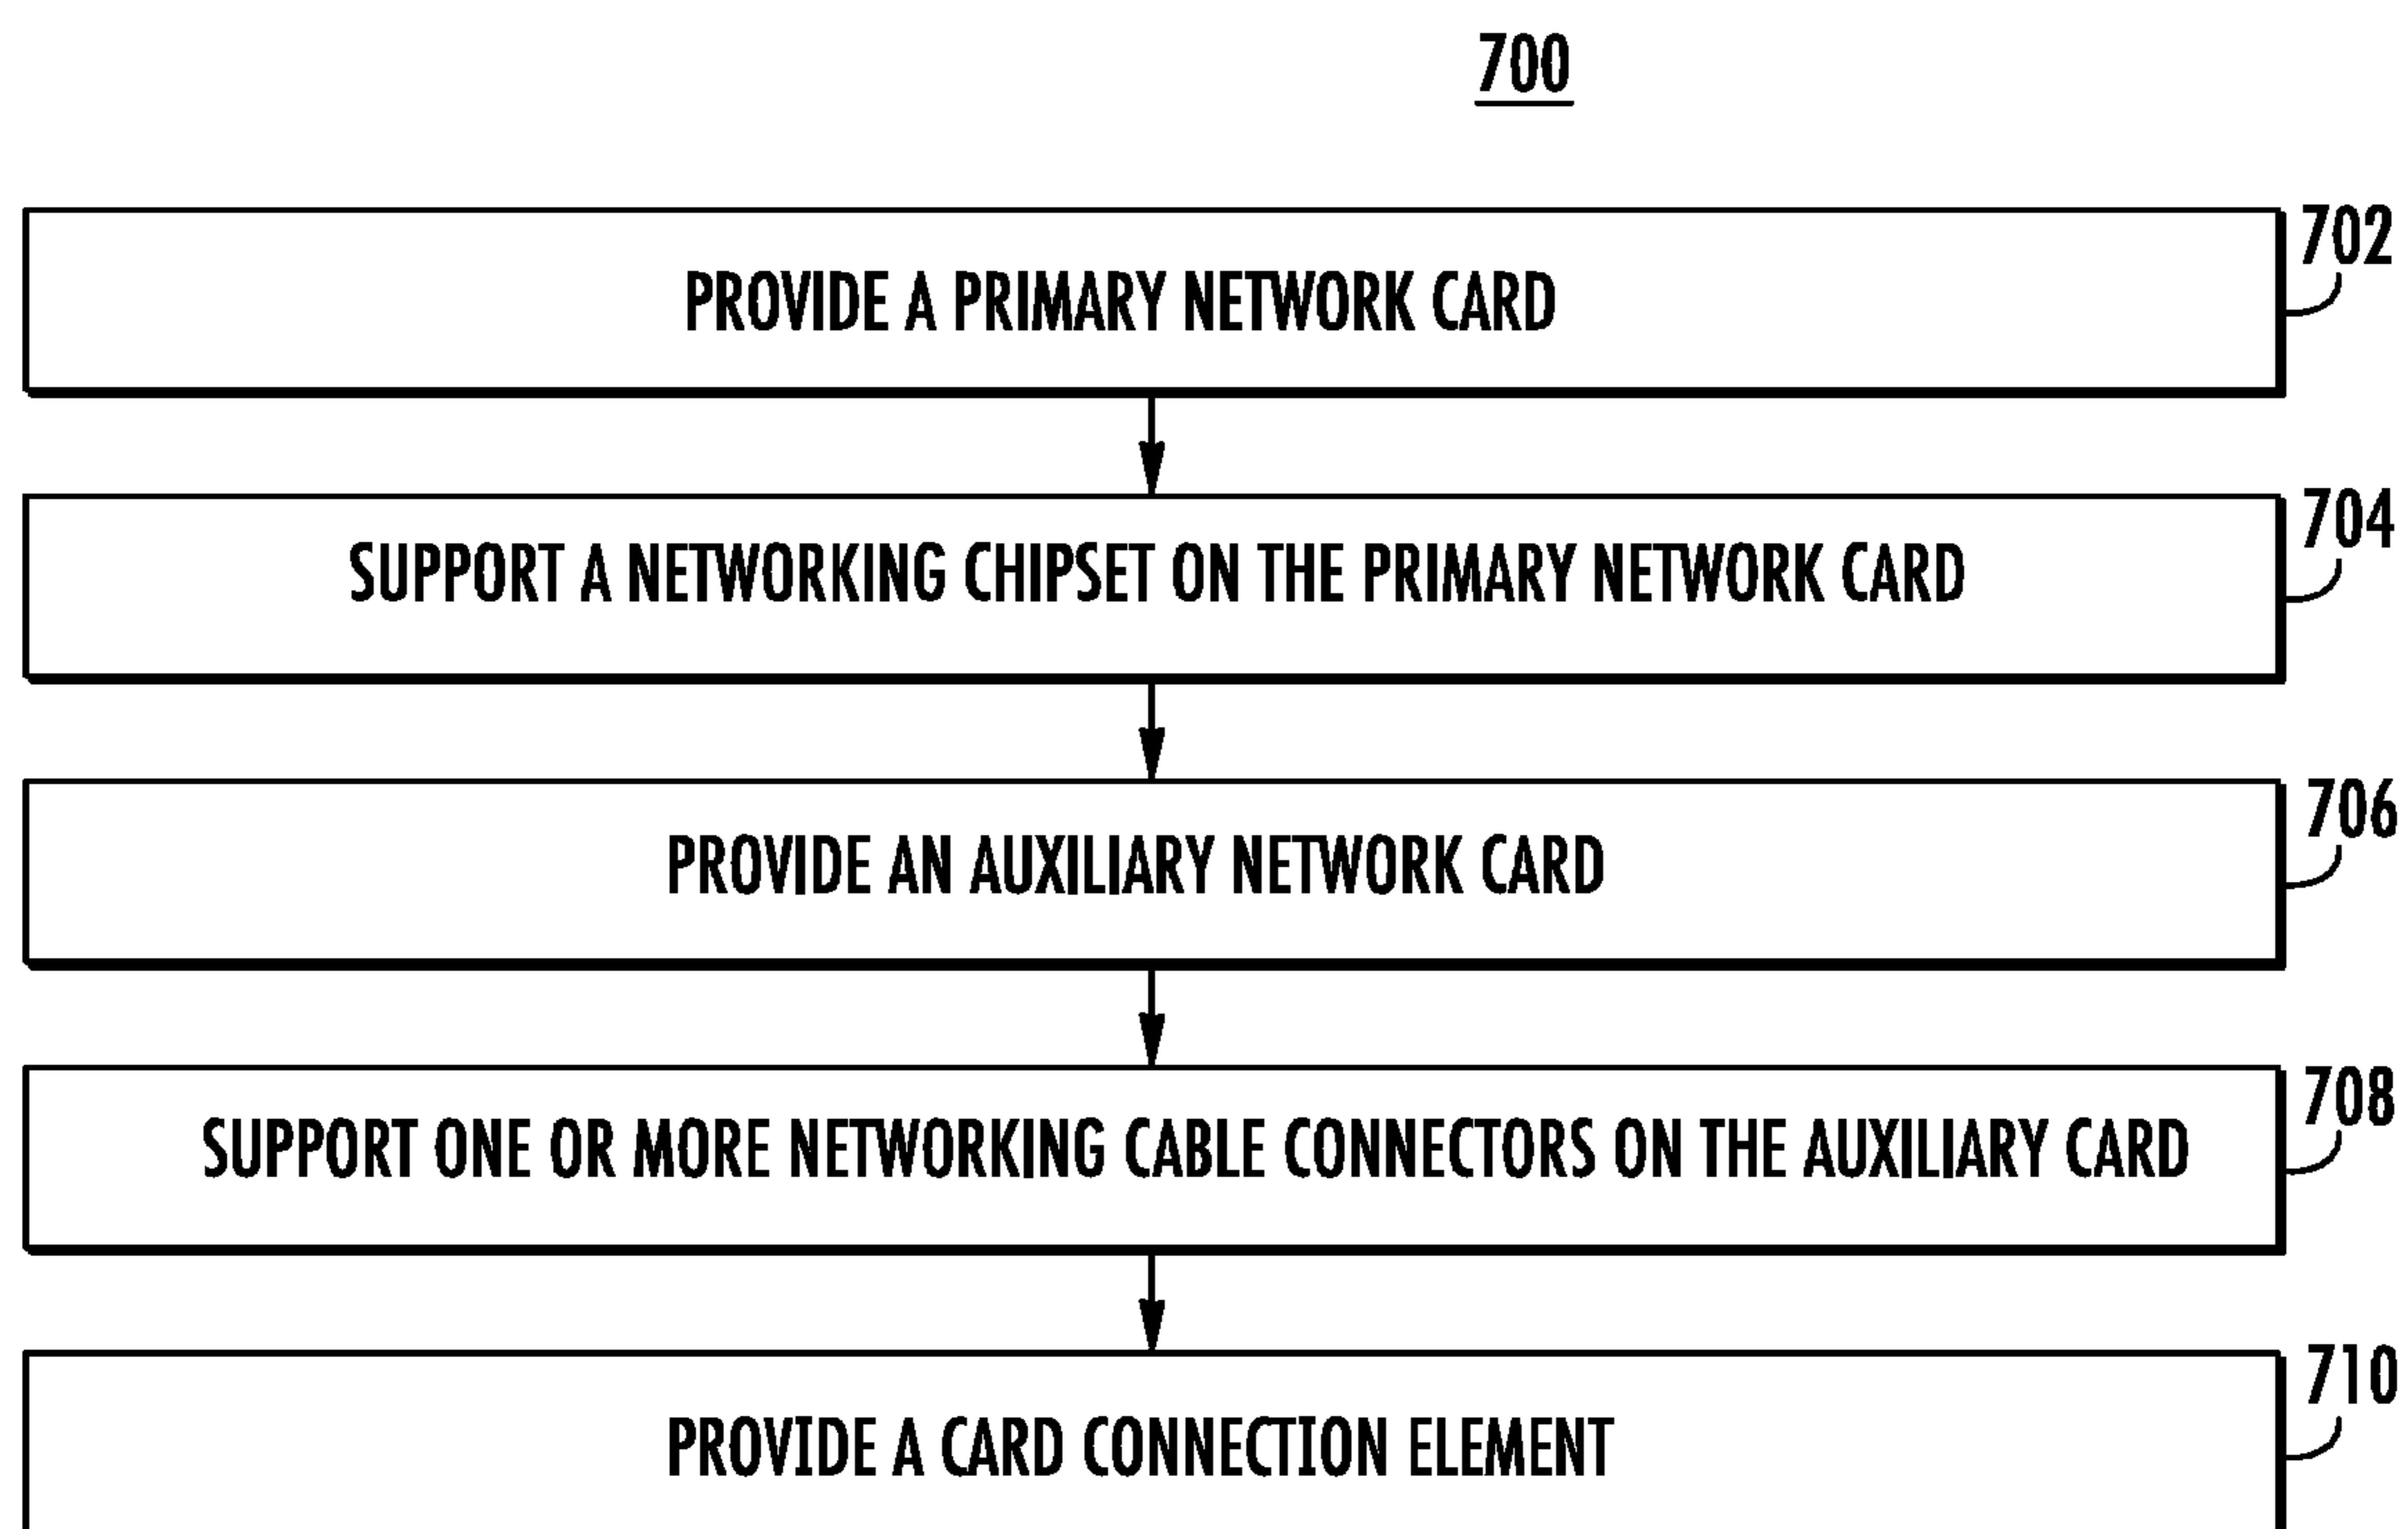 700
702
PROVIDE A PRIMARY NETWORK CARD
704
SUPPORT A NETWORKING CHIPSET ON THE PRIMARY NETWORK CARD
706
PROVIDE AN AUXILIARY NETWORK CARD
708
SUPPORT ONE OR MORE NETWORKING CABLE CONNECTORS ON THE AUXILIARY CARD
710
PROVIDE A CARD CONNECTION ELEMENT